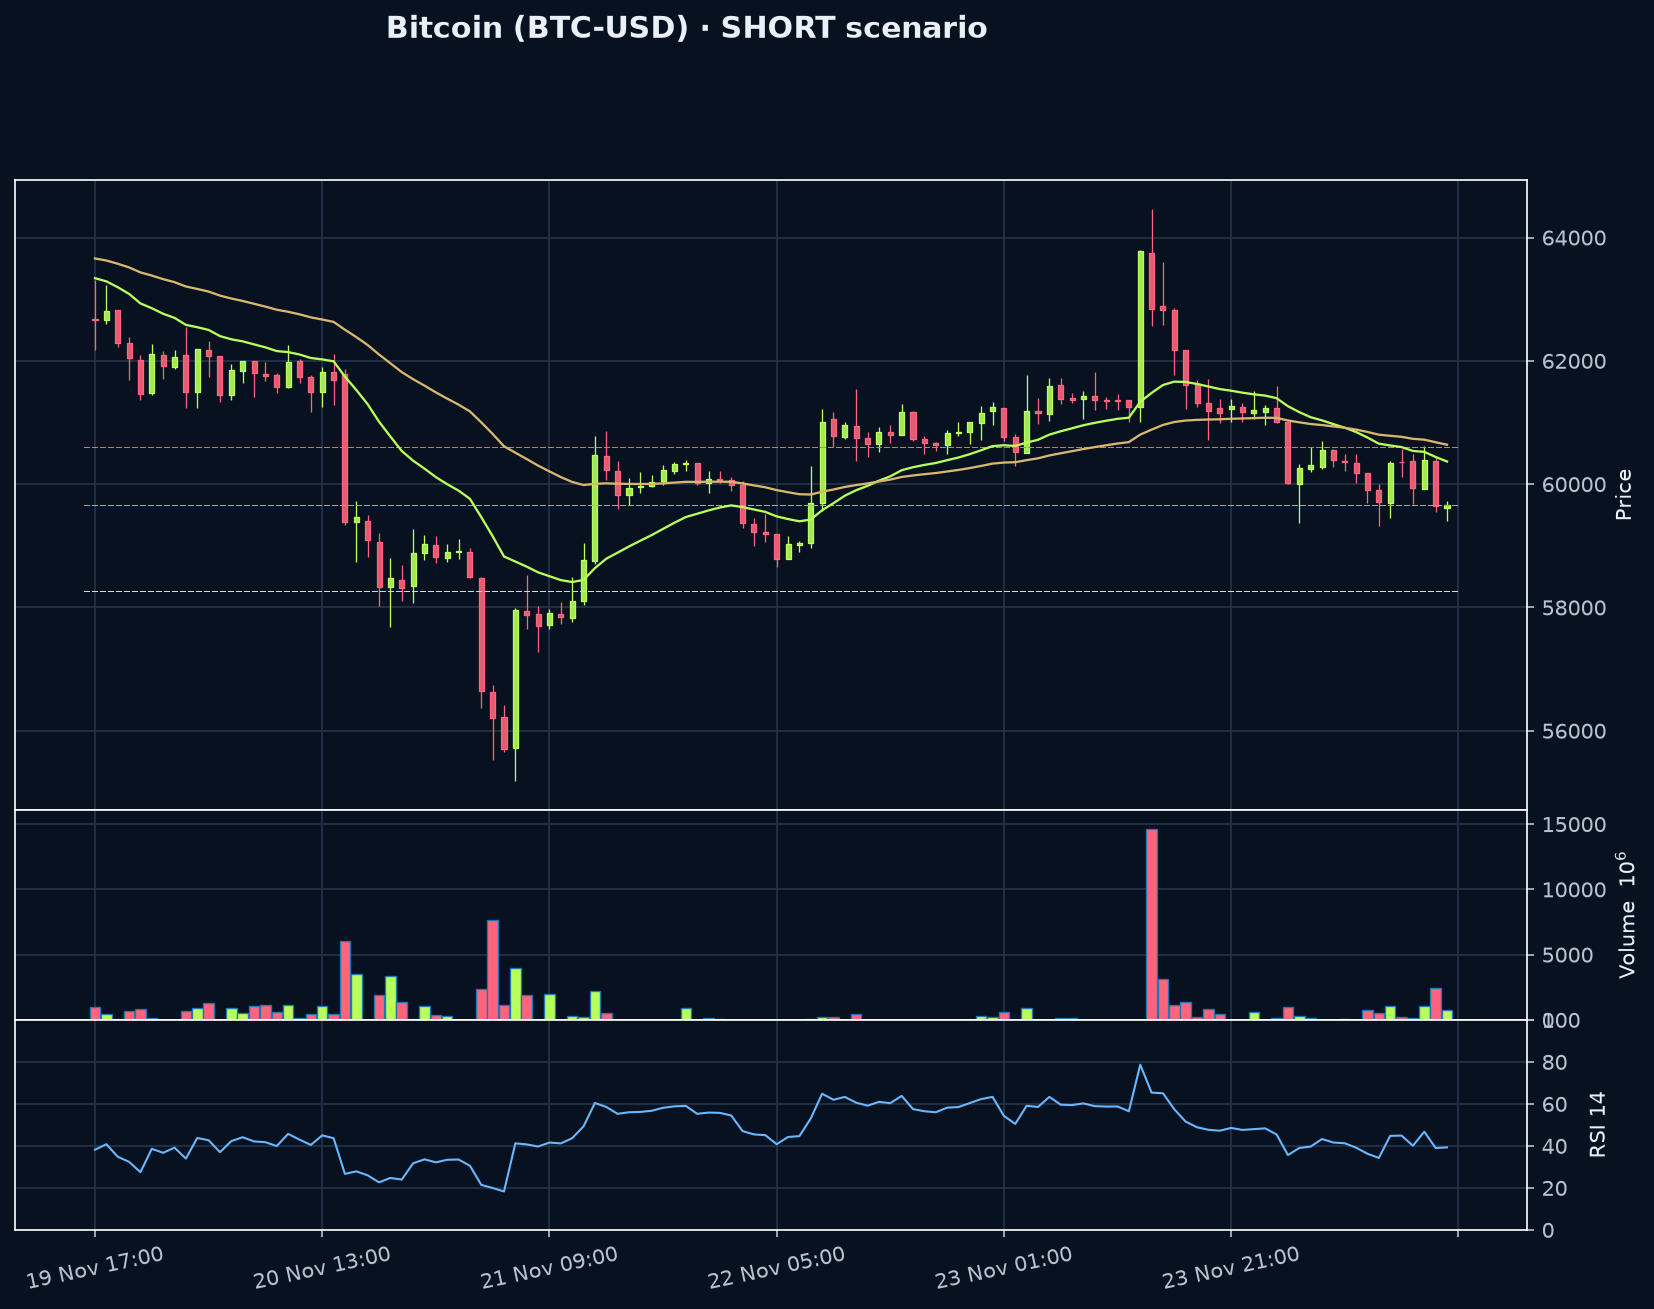 Bitcoin (BTC-USD) · SHORT scenario
64000
62000
60000
58000
56000
Price
15000
10000
5000
0
Volume 10⁶
100
80
60
40
20
0
RSI 14
19 Nov 17:00
20 Nov 13:00
21 Nov 09:00
22 Nov 05:00
23 Nov 01:00
23 Nov 21:00